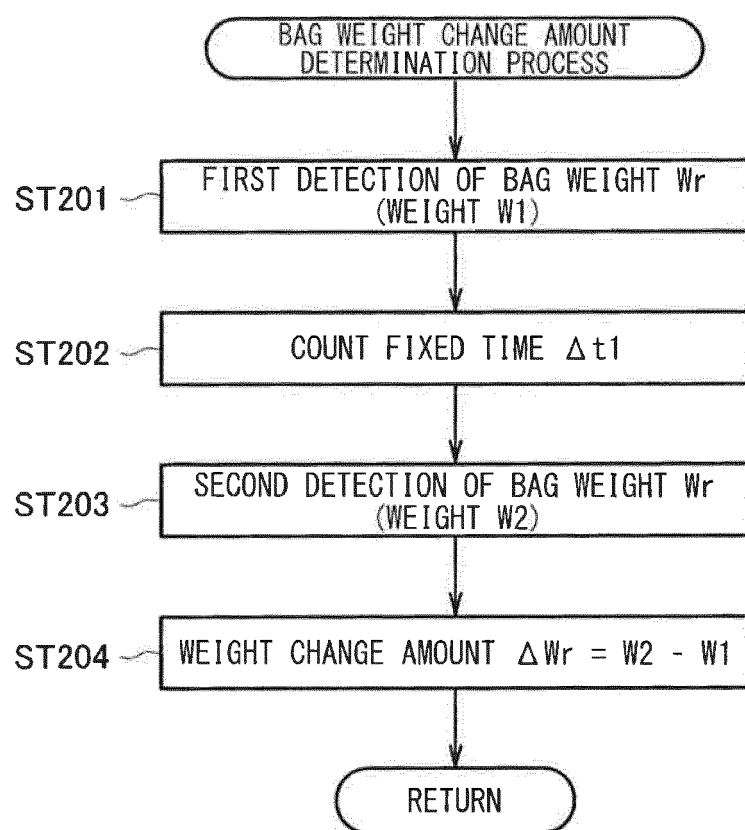 BAG WEIGHT CHANGE AMOUNT
DETERMINATION PROCESS
ST201
FIRST DETECTION OF BAG WEIGHT Wr
(WEIGHT W1)
ST202
COUNT FIXED TIME Δt1
ST203
SECOND DETECTION OF BAG WEIGHT Wr
(WEIGHT W2)
ST204
WEIGHT CHANGE AMOUNT ΔWr = W2 - W1
RETURN